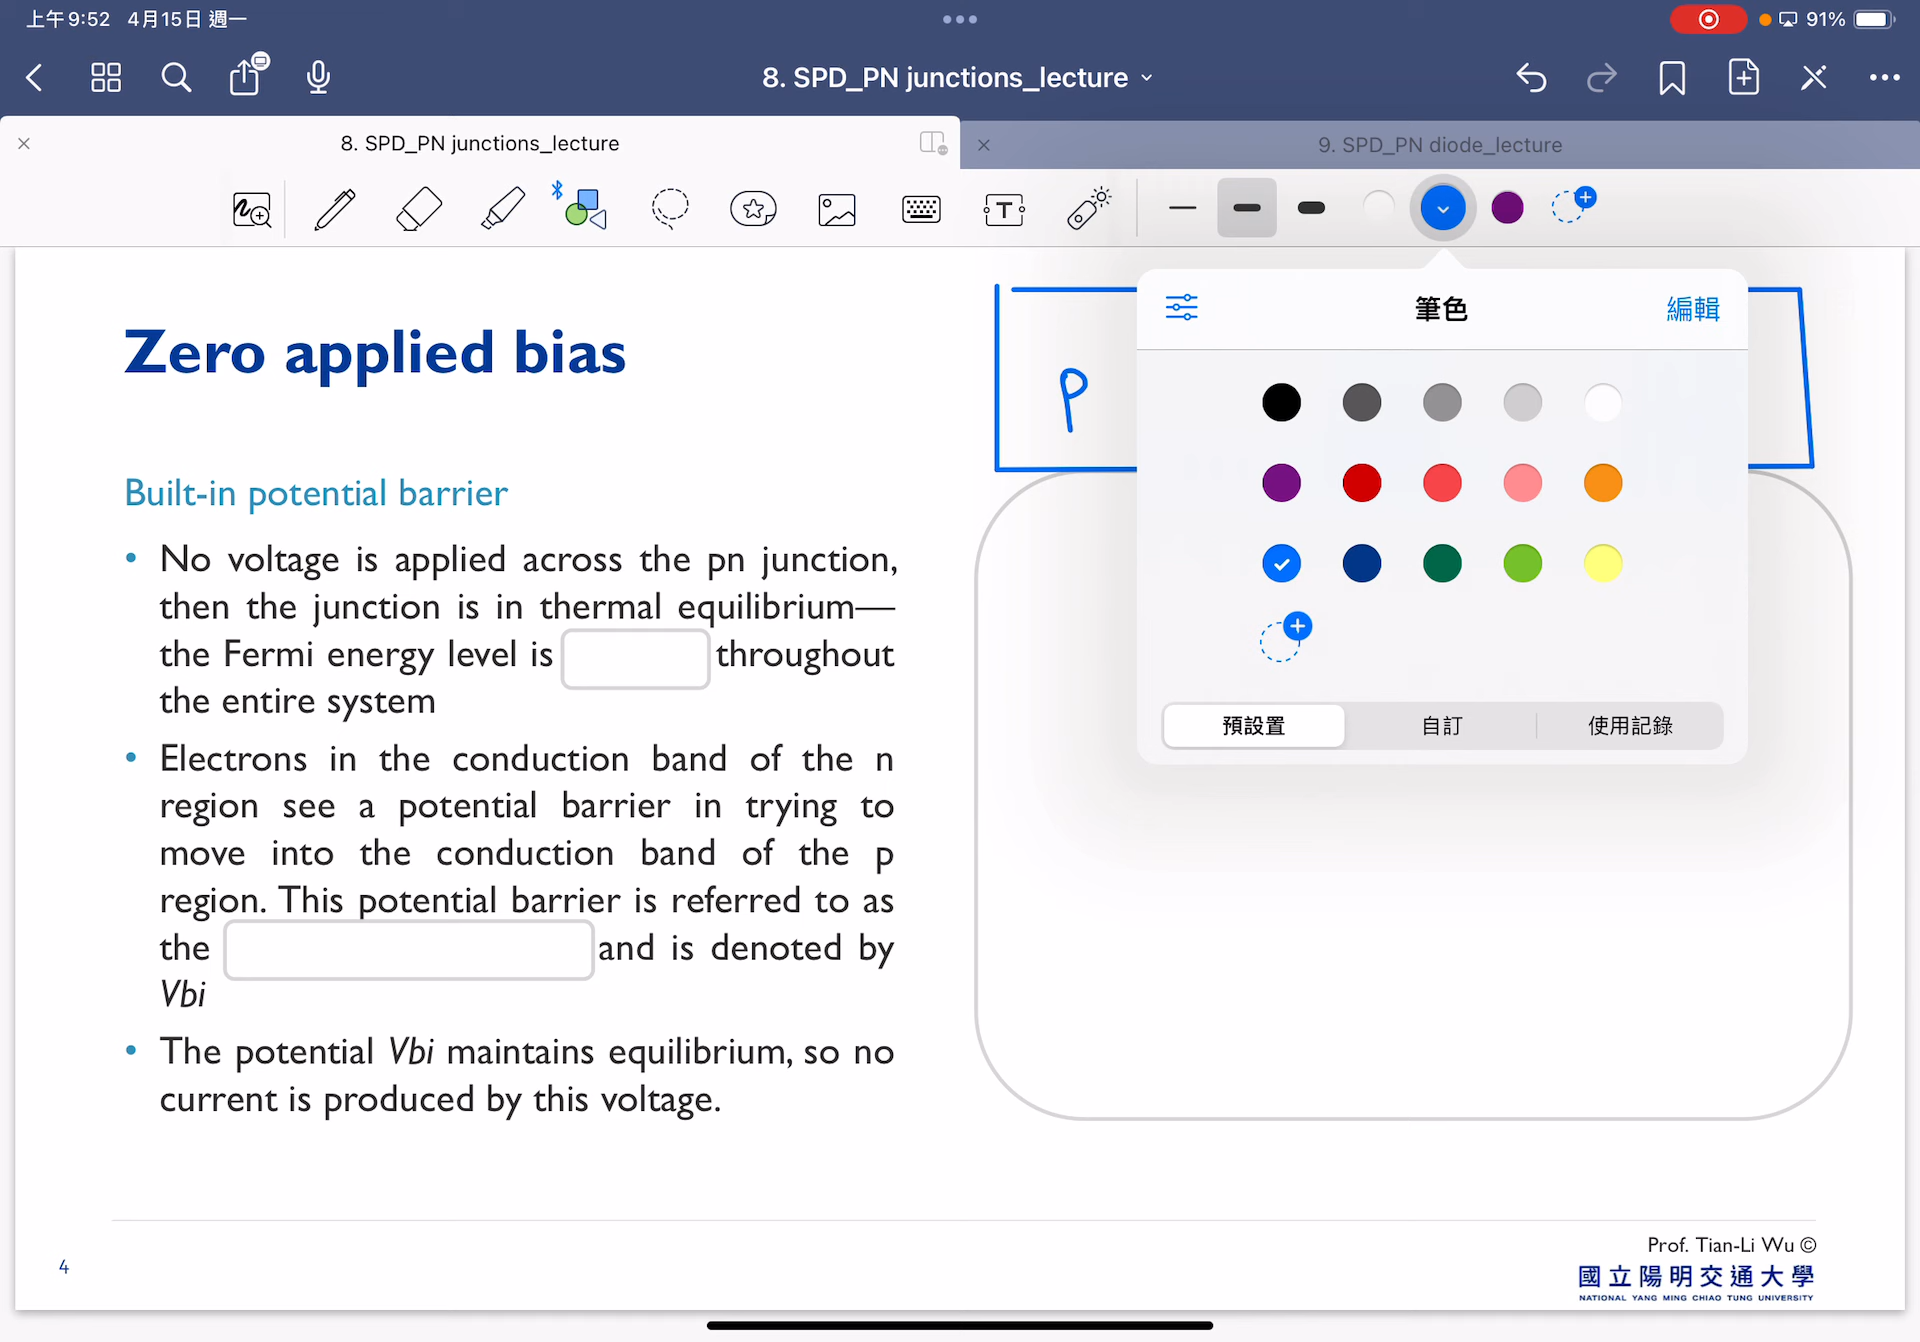 上午9:52 4月15日 週一
91%
8. SPD_PN junctions_lecture
8. SPD_PN junctions_lecture
9. SPD_PN diode_lecture
T
Zero applied bias
Built-in potential barrier
• No voltage is applied across the pn junction,
then the junction is in thermal equilibrium—
the Fermi energy level is throughout
the entire system
• Electrons in the conduction band of the n
region see a potential barrier in trying to
move into the conduction band of the p
region. This potential barrier is referred to as
the and is denoted by
Vbi
• The potential Vbi maintains equilibrium, so no
current is produced by this voltage.
P
筆色
編輯
預設置
自訂
使用記錄
4
Prof. Tian-Li Wu ©
國立陽明交通大學
NATIONAL YANG MING CHIAO TUNG UNIVERSITY